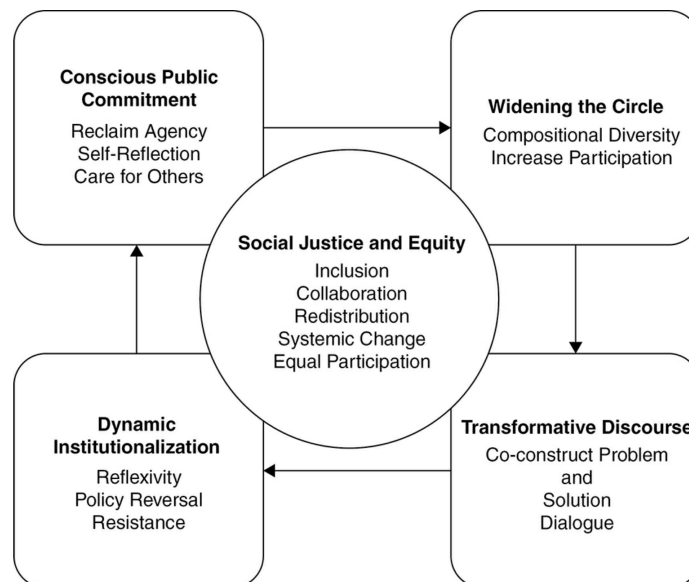 Conscious Public
Commitment
Reclaim Agency
Self-Reflection
Care for Others
Widening the Circle
Compositional Diversity
Increase Participation
Social Justice and Equity
Inclusion
Collaboration
Redistribution
Systemic Change
Equal Participation
Dynamic
Institutionalization
Reflexivity
Policy Reversal
Resistance
Transformative Discourse
Co-construct Problem
and
Solution
Dialogue